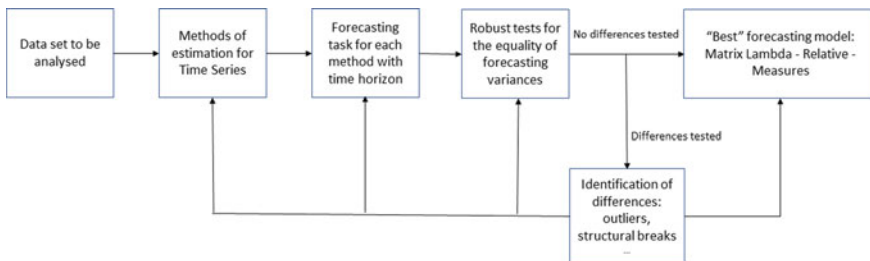 Data set to be
analysed
Methods of
estimation for
Time Series
Forecasting
task for each
method with
time horizon
Robust tests for
the equality of
forecasting
variances
No differences tested
“Best” forecasting model:
Matrix Lambda - Relative -
Measures
Differences tested
Identification of
differences:
outliers,
structural breaks
...